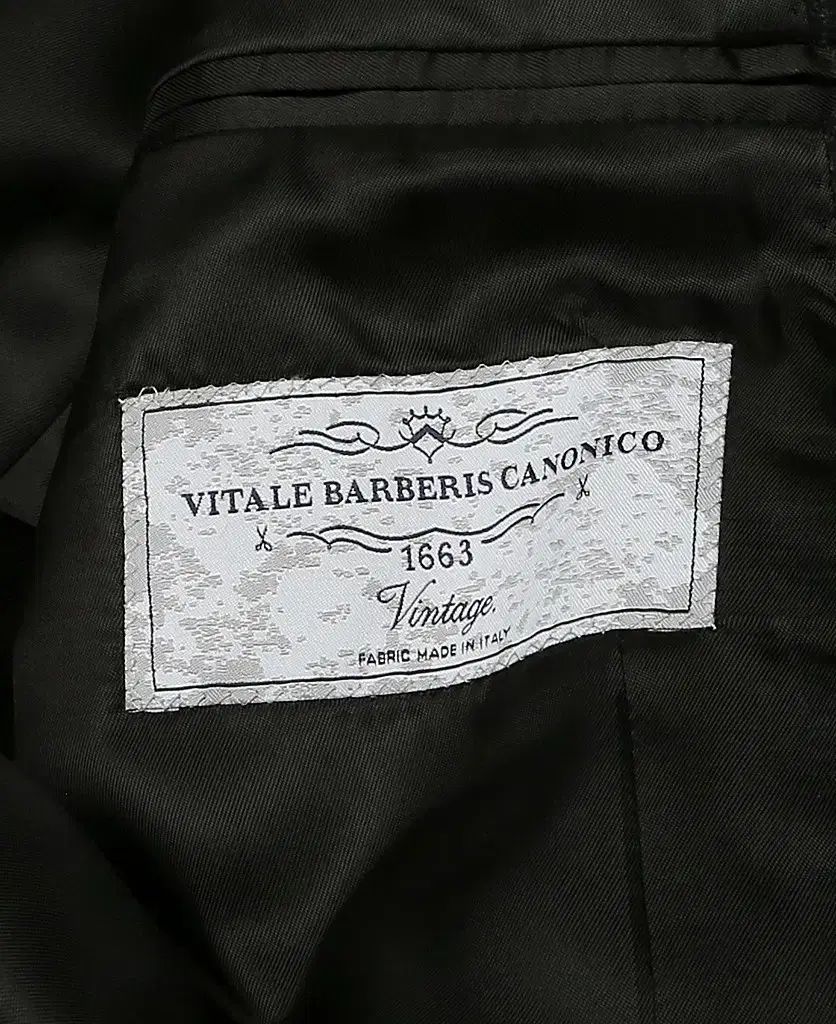 VITALE BARBERIS CANONICO
1663
Vintage.
FABRIC MADE IN ITALY